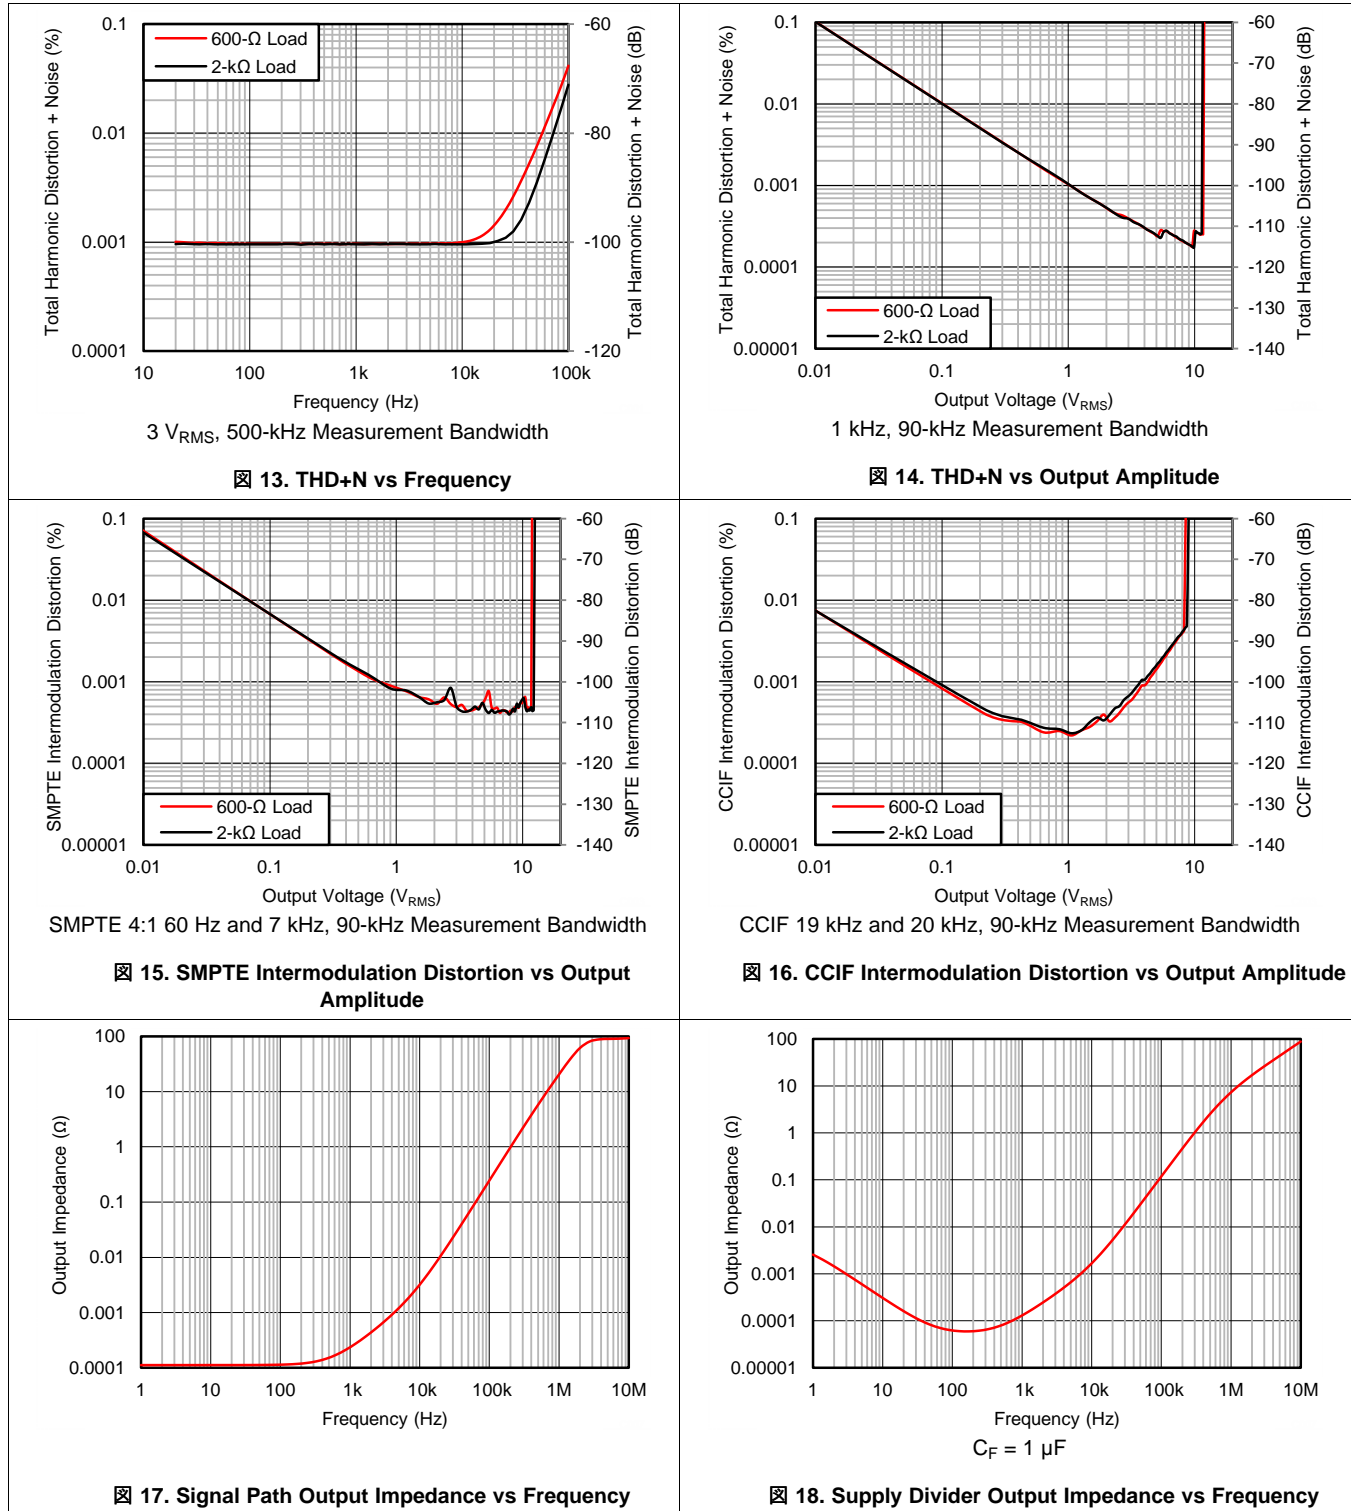 0.1
0.01
0.001
0.0001
-60
-80
-100
-120
10
100
1k
10k
100k
600-Ω Load
2-kΩ Load
Total Harmonic Distortion + Noise (%)
Total Harmonic Distortion + Noise (dB)
Frequency (Hz)
3 VRMS, 500-kHz Measurement Bandwidth
図 13. THD+N vs Frequency
0.1
0.01
0.001
0.0001
0.00001
-60
-70
-80
-90
-100
-110
-120
-130
-140
0.01
0.1
1
10
600-Ω Load
2-kΩ Load
Total Harmonic Distortion + Noise (%)
Total Harmonic Distortion + Noise (dB)
Output Voltage (VRMS)
1 kHz, 90-kHz Measurement Bandwidth
図 14. THD+N vs Output Amplitude
0.1
0.01
0.001
0.0001
0.00001
-60
-70
-80
-90
-100
-110
-120
-130
-140
0.01
0.1
1
10
600-Ω Load
2-kΩ Load
SMPTE Intermodulation Distortion (%)
SMPTE Intermodulation Distortion (dB)
Output Voltage (VRMS)
SMPTE 4:1 60 Hz and 7 kHz, 90-kHz Measurement Bandwidth
図 15. SMPTE Intermodulation Distortion vs Output
Amplitude
0.1
0.01
0.001
0.0001
0.00001
-60
-70
-80
-90
-100
-110
-120
-130
-140
0.01
0.1
1
10
600-Ω Load
2-kΩ Load
CCIF Intermodulation Distortion (%)
CCIF Intermodulation Distortion (dB)
Output Voltage (VRMS)
CCIF 19 kHz and 20 kHz, 90-kHz Measurement Bandwidth
図 16. CCIF Intermodulation Distortion vs Output Amplitude
100
10
1
0.1
0.01
0.001
0.0001
1
10
100
1k
10k
100k
1M
10M
Output Impedance (Ω)
Frequency (Hz)
図 17. Signal Path Output Impedance vs Frequency
100
10
1
0.1
0.01
0.001
0.0001
0.00001
1
10
100
1k
10k
100k
1M
10M
Output Impedance (Ω)
Frequency (Hz)
CF = 1 µF
図 18. Supply Divider Output Impedance vs Frequency